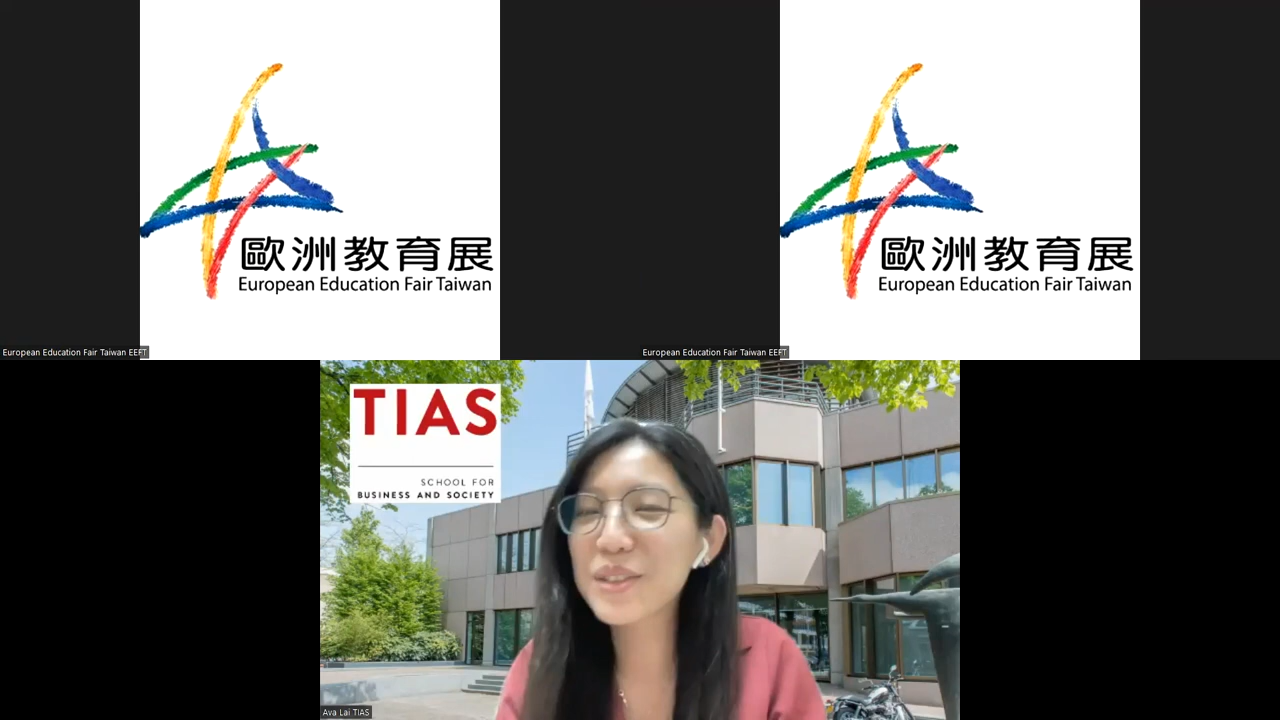 歐洲教育展
European Education Fair Taiwan
European Education Fair Taiwan EEFT
歐洲教育展
European Education Fair Taiwan
European Education Fair Taiwan EEFT
TIAS
SCHOOL FOR
BUSINESS AND SOCIETY
Ava Lai TIAS